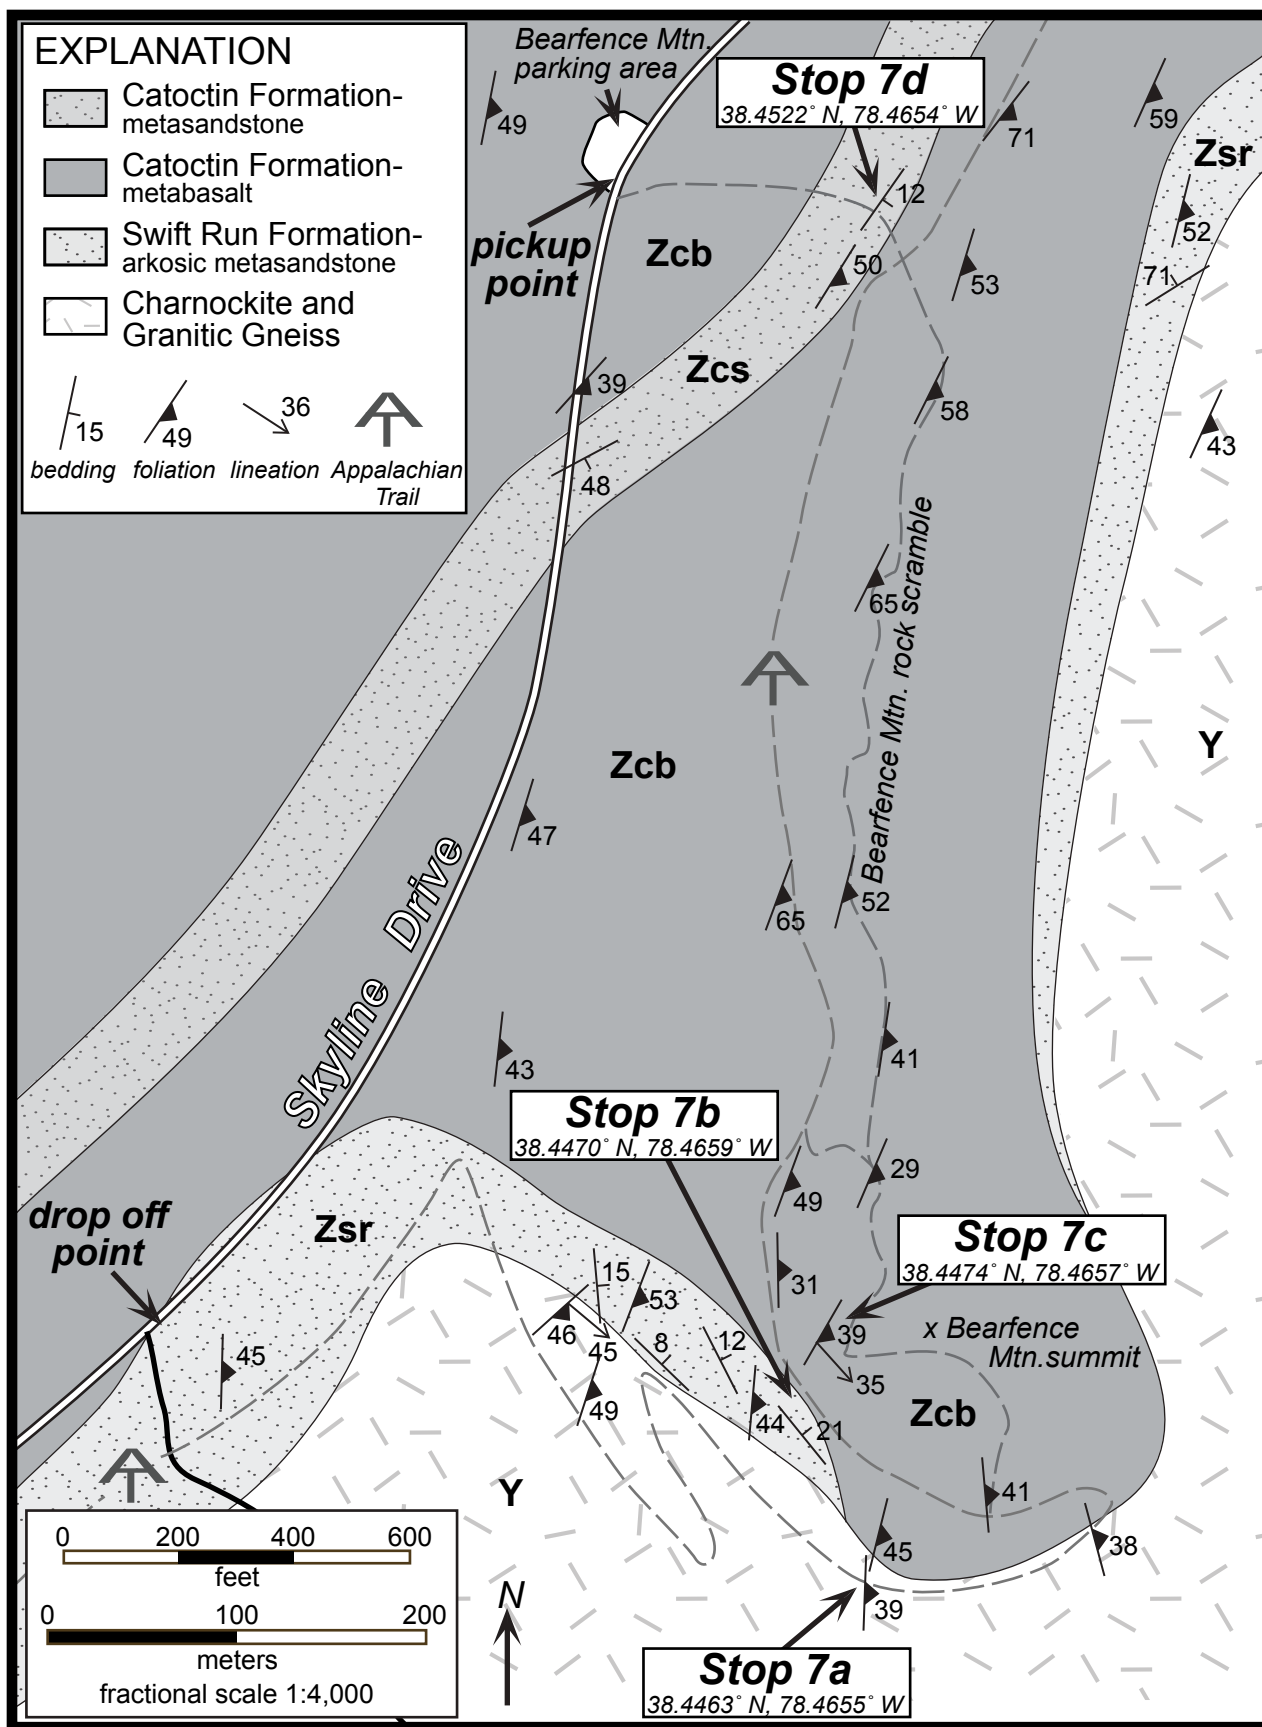 EXPLANATION
Catoctin Formation-
metasandstone
Catoctin Formation-
metabasalt
Swift Run Formation-
arkosic metasandstone
Charnockite and
Granitic Gneiss
15
49
36
bedding
foliation
lineation
Appalachian
Trail
Bearfence Mtn.
parking area
49
Stop 7d
38.4522° N, 78.4654° W
71
59
Zsr
52
71
12
pickup
point
Zcb
50
53
39
Zcs
58
43
48
65
Bearfence Mtn. rock scramble
Y
Zcb
47
Skyline Drive
65
52
43
41
Stop 7b
38.4470° N, 78.4659° W
49
29
drop off
point
Zsr
Stop 7c
38.4474° N, 78.4657° W
15
53
31
46
45
8
12
39
x Bearfence
Mtn.summit
45
35
49
44
21
Zcb
Y
41
45
38
39
0 200 400 600
feet
0 100 200
meters
fractional scale 1:4,000
N
Stop 7a
38.4463° N, 78.4655° W